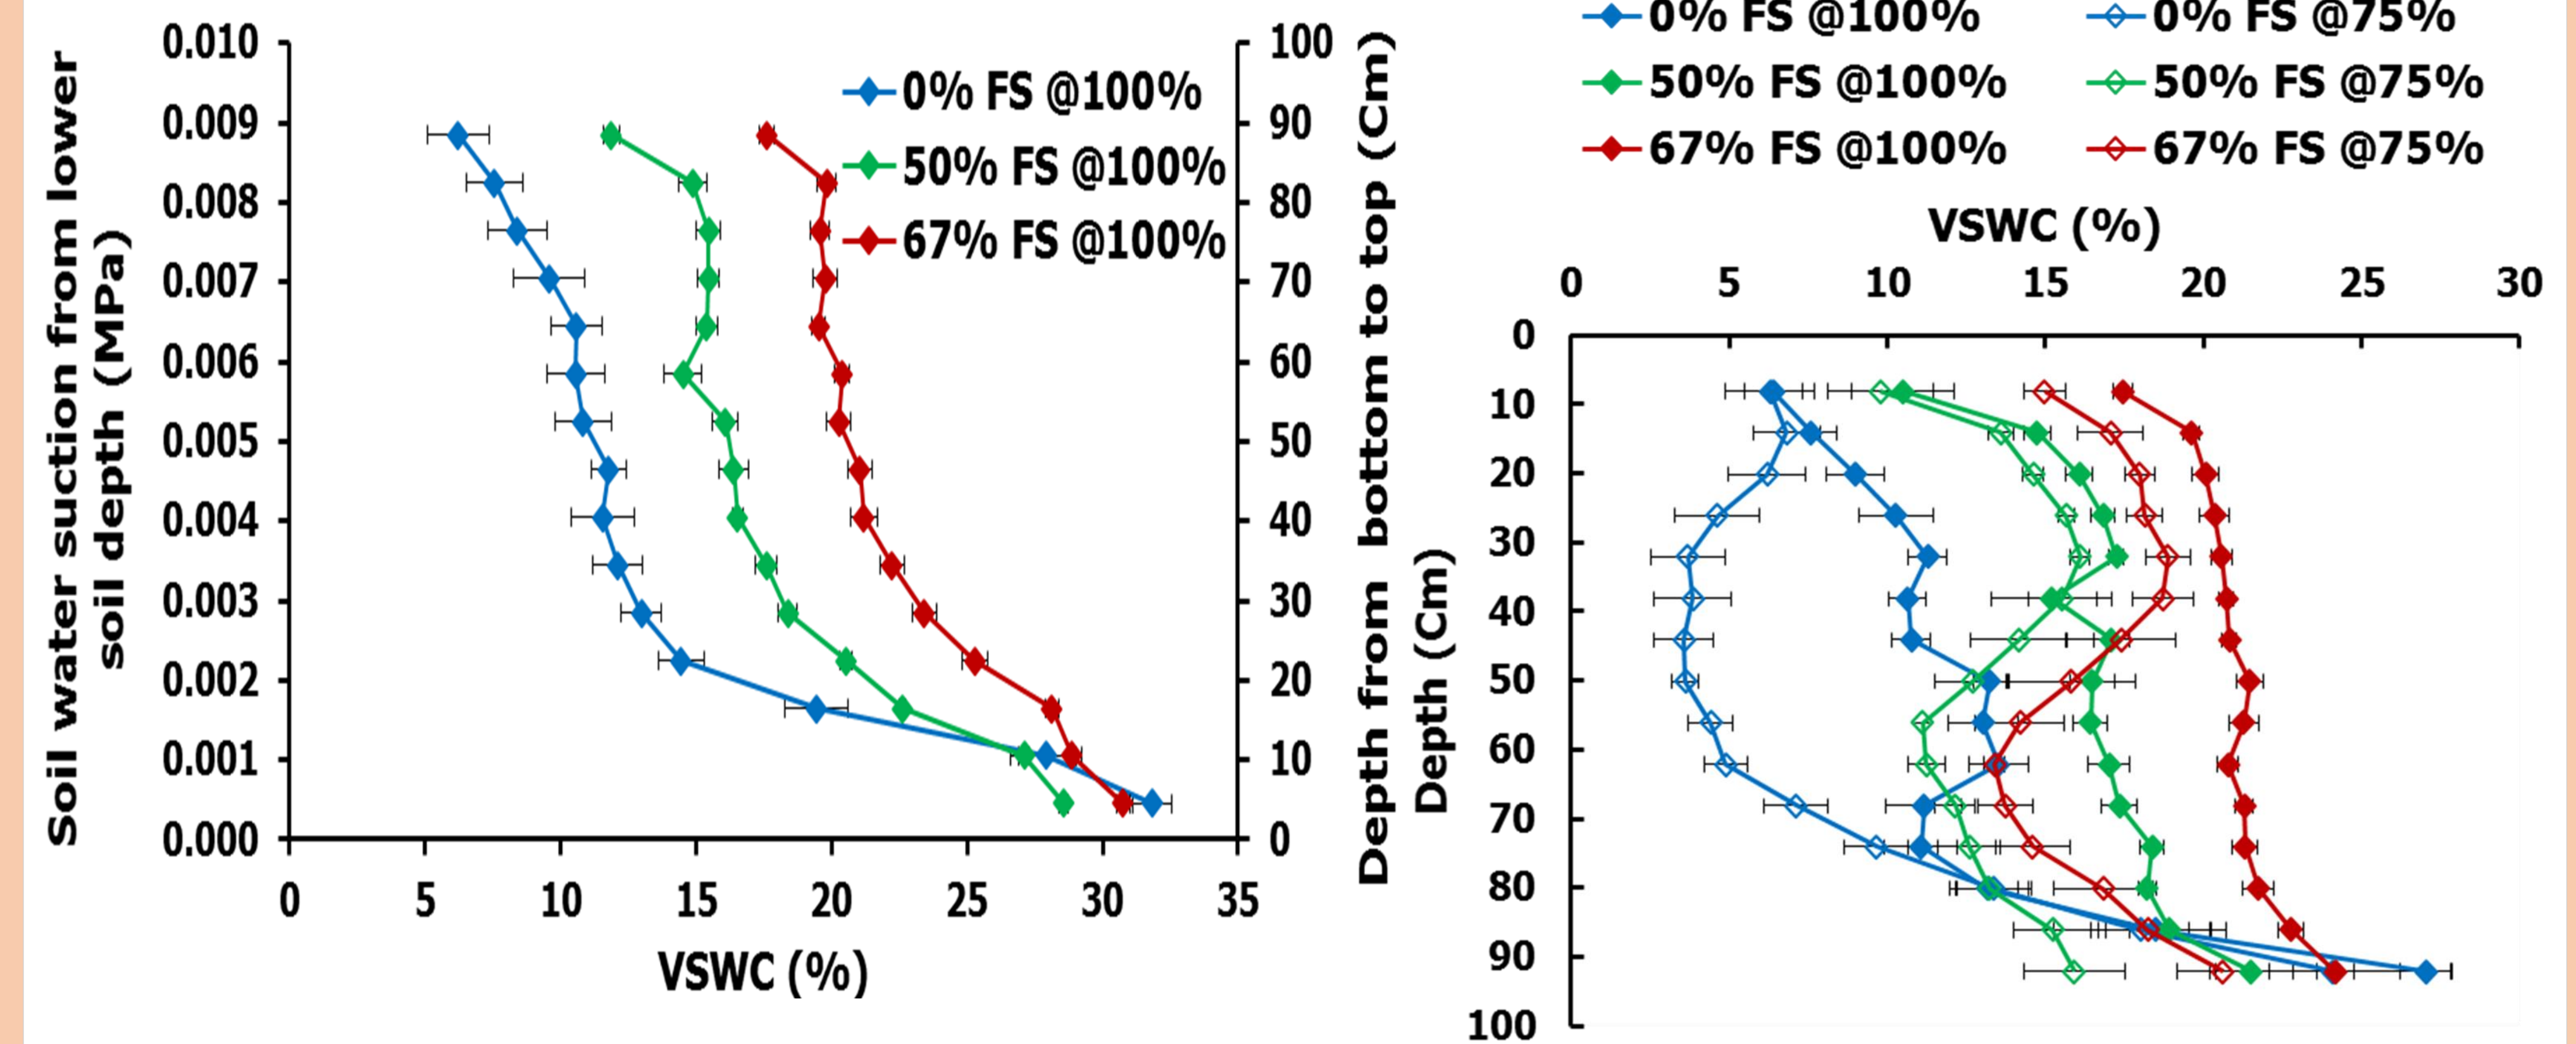 0.010
0.009
0.008
0.007
0.006
0.005
0.004
0.003
0.002
0.001
0.000
Soil water suction from lower
soil depth (MPa)
0 5 10 15 20 25 30 35
VSWC (%)
0% FS @100%
50% FS @100%
67% FS @100%
100
90
80
70
60
50
40
30
20
10
0
Depth from bottom to top (Cm)
0% FS @100% 0% FS @75%
50% FS @100% 50% FS @75%
67% FS @100% 67% FS @75%
VSWC (%)
0 5 10 15 20 25 30
Depth (Cm)
0
10
20
30
40
50
60
70
80
90
100